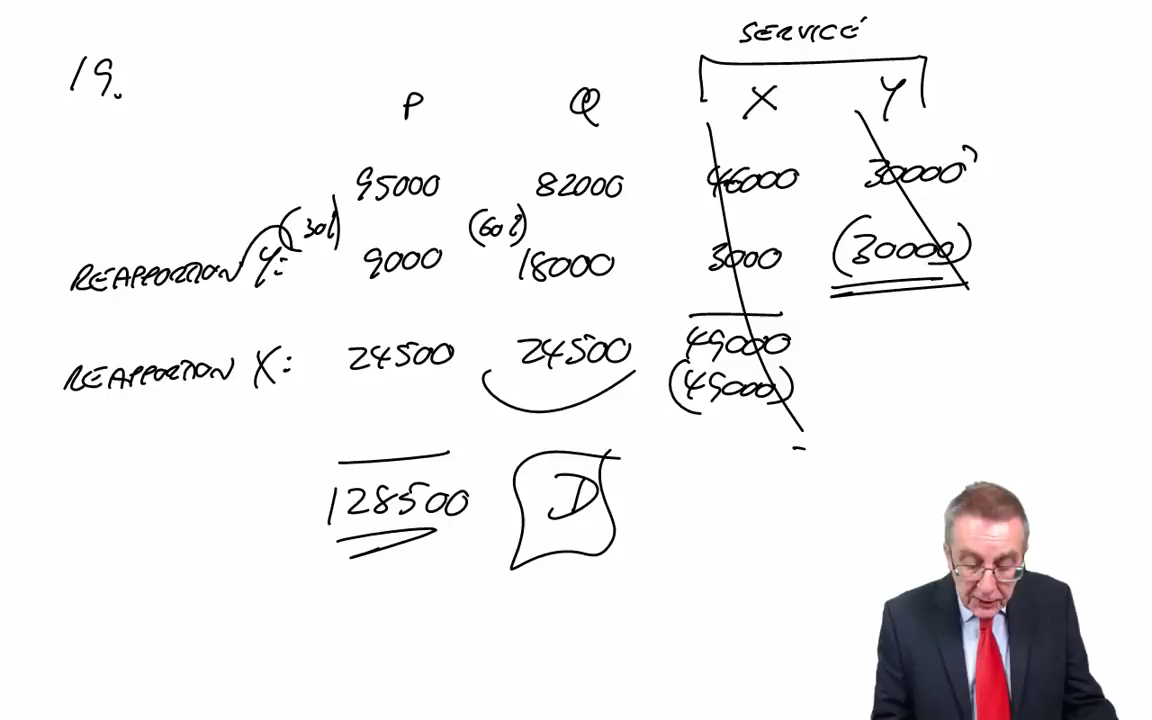 SERVICE
19.
P Q X Y
95000 82000 46000 30000
(30%) (60%)
REAPPORTION Y: 9000 18000 3000 (30000)
49000
REAPPORTION X: 24500 24500 (49000)
-
128500 D